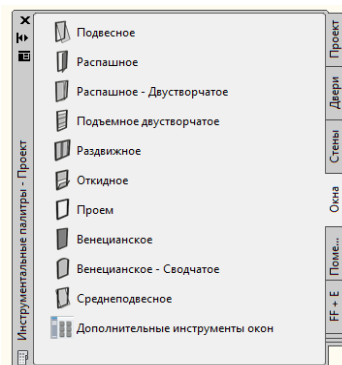 Подвесное
Распашное
Распашное - Двустворчатое
Подъемное двустворчатое
Раздвижное
Откидное
Проем
Венецианское
Венецианское - Сводчатое
Среднеподвесное
Дополнительные инструменты окон
Инструментальные палитры - Проект
Проект
Двери
Стены
Окна
Поме...
FF + E